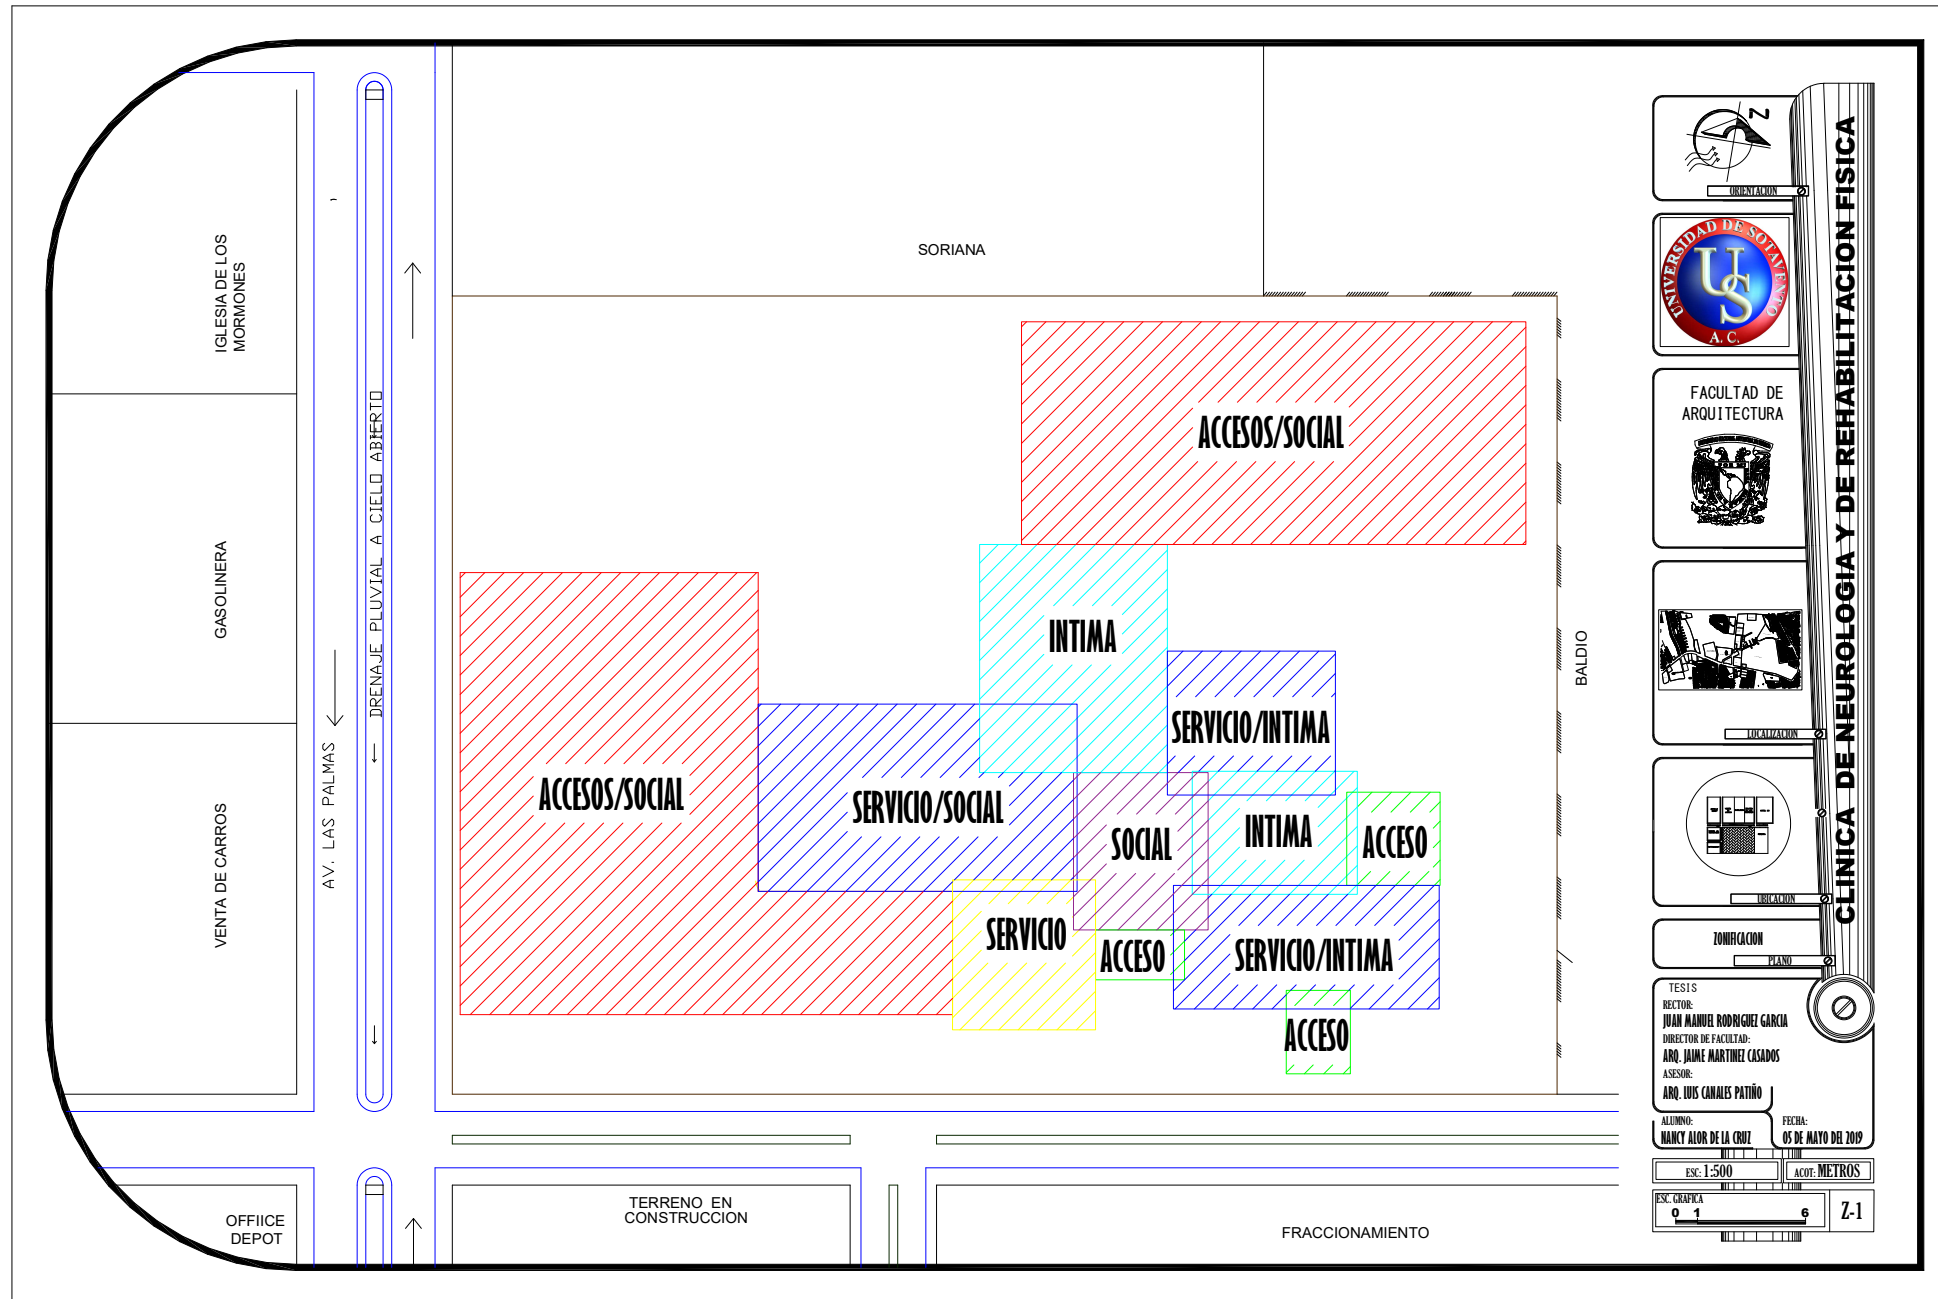 IGLESIA DE LOS
MORMONES
GASOLINERA
VENTA DE CARROS
AV. LAS PALMAS
DRENAJE PLUVIAL A CIELO ABIERTO
SORIANA
BALDIO
ACCESOS/SOCIAL
INTIMA
SERVICIO/INTIMA
ACCESOS/SOCIAL
SERVICIO/SOCIAL
SOCIAL
INTIMA
ACCESO
SERVICIO
ACCESO
SERVICIO/INTIMA
ACCESO
OFFIICE
DEPOT
TERRENO EN
CONSTRUCCION
FRACCIONAMIENTO
Z
ORIENTACION
UNIVERSIDAD DE SOTAVENTO
US
A. C.
FACULTAD DE
ARQUITECTURA
LOCALIZACION
UBICACION
ZONIFICACION
PLANO
CLINICA DE NEUROLOGIA Y DE REHABILITACION FISICA
TESIS
RECTOR:
JUAN MANUEL RODRIGUEZ GARCIA
DIRECTOR DE FACULTAD:
ARQ. JAIME MARTINEZ CASADOS
ASESOR:
ARQ. LUIS CANALES PATIÑO
ALUMNO:
NANCY ALOR DE LA CRUZ
FECHA:
05 DE MAYO DEL 2019
ESC: 1:500
ACOT: METROS
ESC. GRAFICA
0 1 6
Z-1